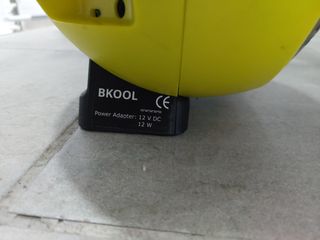 BKOOL
CE
Power Adapter: 12 V DC
12 W